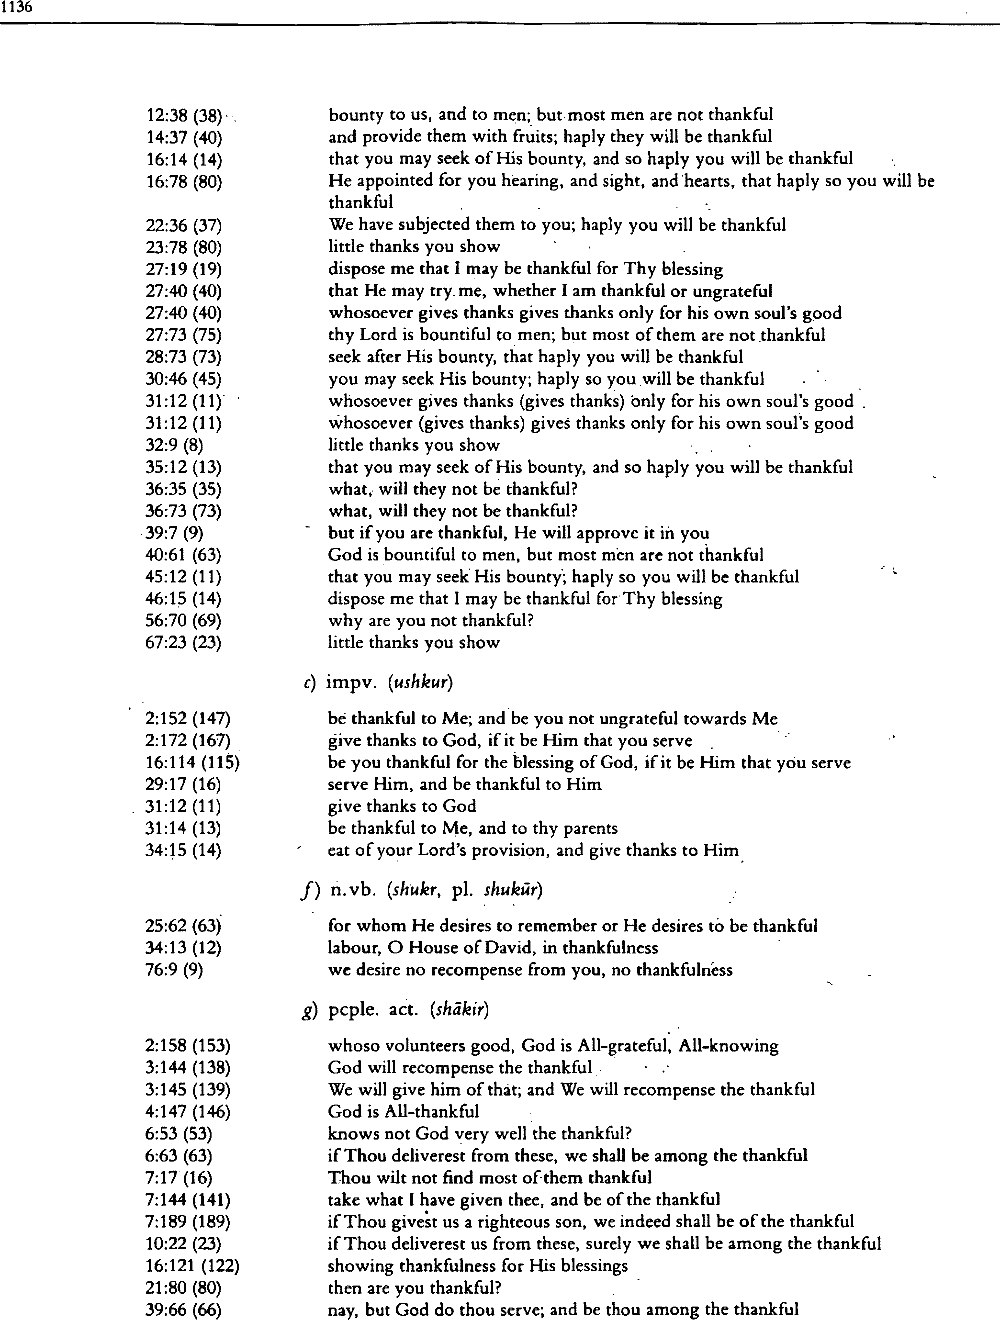 1136
12:38 (38) bounty to us, and to men; but most men are not thankful
14:37 (40) and provide them with fruits; haply they will be thankful
16:14 (14) that you may seek of His bounty, and so haply you will be thankful
16:78 (80) He appointed for you hearing, and sight, and hearts, that haply so you will be
thankful
22:36 (37) We have subjected them to you; haply you will be thankful
23:78 (80) little thanks you show
27:19 (19) dispose me that I may be thankful for Thy blessing
27:40 (40) that He may try me, whether I am thankful or ungrateful
27:40 (40) whosoever gives thanks gives thanks only for his own soul's good
27:73 (75) thy Lord is bountiful to men; but most of them are not thankful
28:73 (73) seek after His bounty, that haply you will be thankful
30:46 (45) you may seek His bounty; haply so you will be thankful
31:12 (11) whosoever gives thanks (gives thanks) only for his own soul's good
31:12 (11) whosoever (gives thanks) gives thanks only for his own soul's good
32:9 (8) little thanks you show
35:12 (13) that you may seek of His bounty, and so haply you will be thankful
36:35 (35) what, will they not be thankful?
36:73 (73) what, will they not be thankful?
39:7 (9) but if you are thankful, He will approve it in you
40:61 (63) God is bountiful to men, but most men are not thankful
45:12 (11) that you may seek His bounty; haply so you will be thankful
46:15 (14) dispose me that I may be thankful for Thy blessing
56:70 (69) why are you not thankful?
67:23 (23) little thanks you show
c) impv. (ushkur)
2:152 (147) be thankful to Me; and be you not ungrateful towards Me
2:172 (167) give thanks to God, if it be Him that you serve
16:114 (115) be you thankful for the blessing of God, if it be Him that you serve
29:17 (16) serve Him, and be thankful to Him
31:12 (11) give thanks to God
31:14 (13) be thankful to Me, and to thy parents
34:15 (14) eat of your Lord's provision, and give thanks to Him
f) n.vb. (shukr, pl. shukūr)
25:62 (63) for whom He desires to remember or He desires to be thankful
34:13 (12) labour, O House of David, in thankfulness
76:9 (9) we desire no recompense from you, no thankfulness
g) pcple. act. (shākir)
2:158 (153) whoso volunteers good, God is All-grateful, All-knowing
3:144 (138) God will recompense the thankful
3:145 (139) We will give him of that; and We will recompense the thankful
4:147 (146) God is All-thankful
6:53 (53) knows not God very well the thankful?
6:63 (63) if Thou deliverest from these, we shall be among the thankful
7:17 (16) Thou wilt not find most of them thankful
7:144 (141) take what I have given thee, and be of the thankful
7:189 (189) if Thou givest us a righteous son, we indeed shall be of the thankful
10:22 (23) if Thou deliverest us from these, surely we shall be among the thankful
16:121 (122) showing thankfulness for His blessings
21:80 (80) then are you thankful?
39:66 (66) nay, but God do thou serve; and be thou among the thankful